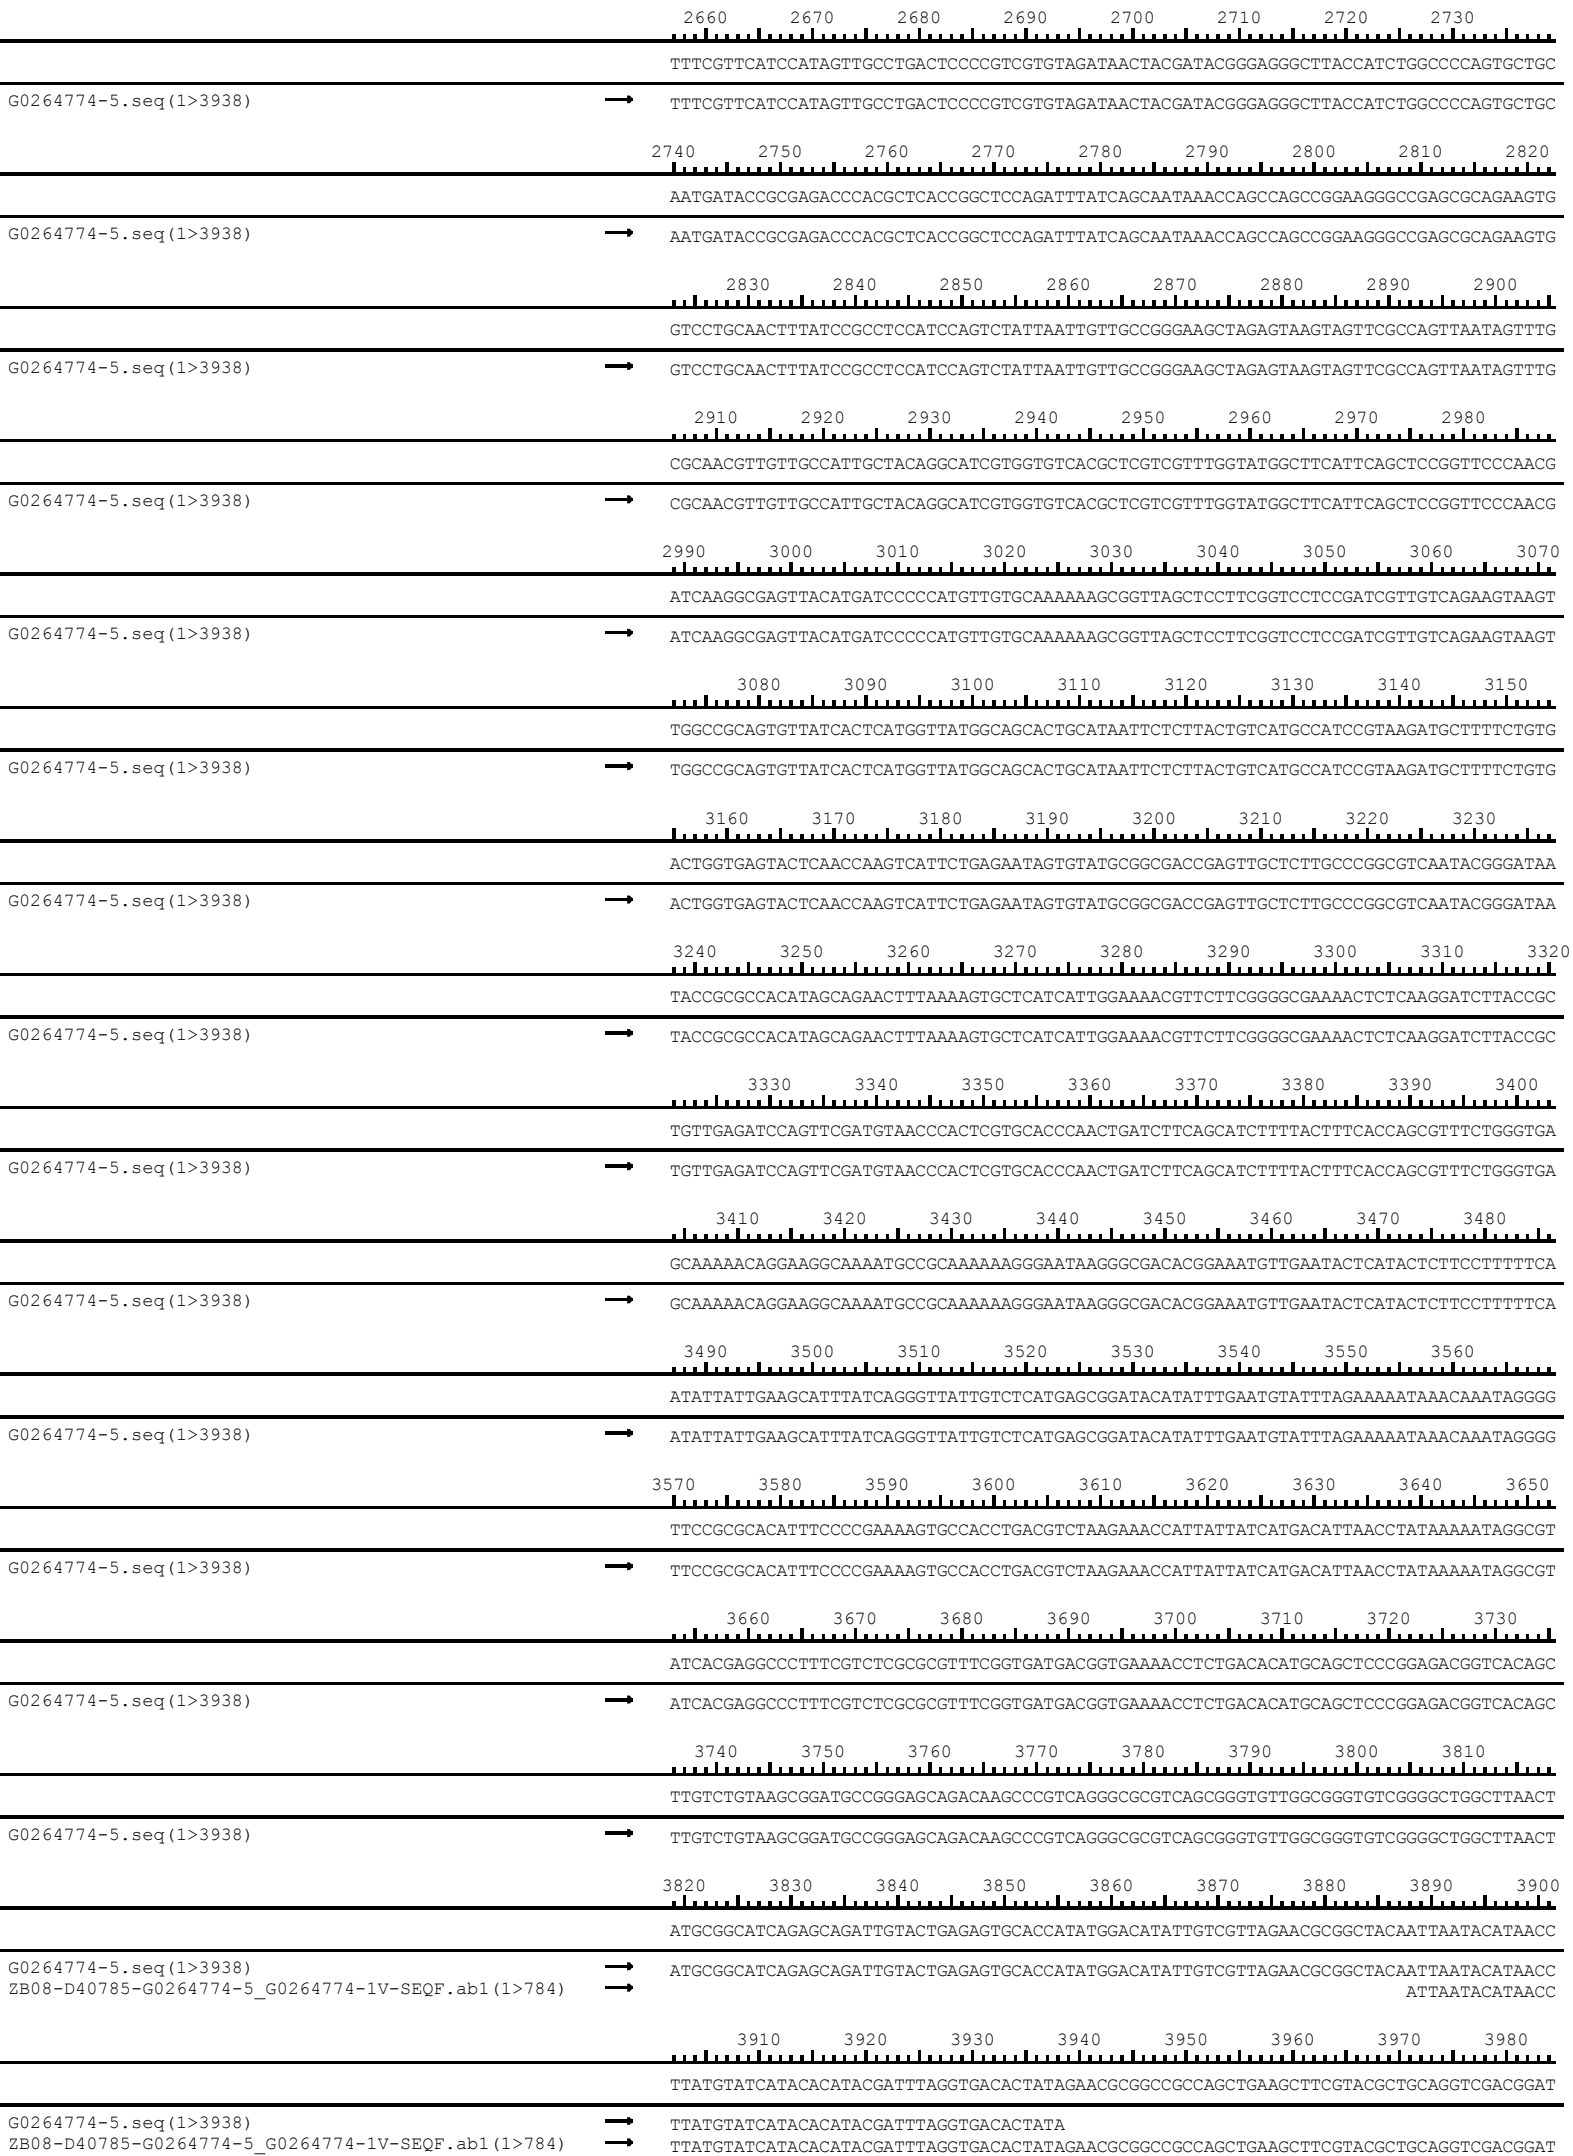 2660 2670 2680 2690 2700 2710 2720 2730
TTTCGTTCATCCATAGTTGCCTGACTCCCCGTCGTGTAGATAACTACGATACGGGAGGGCTTACCATCTGGCCCCAGTGCTGC
G0264774-5.seq(1>3938) → TTTCGTTCATCCATAGTTGCCTGACTCCCCGTCGTGTAGATAACTACGATACGGGAGGGCTTACCATCTGGCCCCAGTGCTGC
2740 2750 2760 2770 2780 2790 2800 2810 2820
AATGATACCGCGAGACCCACGCTCACCGGCTCCAGATTTATCAGCAATAAACCAGCCAGCCGGAAGGGCCGAGCGCAGAAGTG
G0264774-5.seq(1>3938) → AATGATACCGCGAGACCCACGCTCACCGGCTCCAGATTTATCAGCAATAAACCAGCCAGCCGGAAGGGCCGAGCGCAGAAGTG
2830 2840 2850 2860 2870 2880 2890 2900
GTCCTGCAACTTTATCCGCCTCCATCCAGTCTATTAATTGTTGCCGGGAAGCTAGAGTAAGTAGTTCGCCAGTTAATAGTTTG
G0264774-5.seq(1>3938) → GTCCTGCAACTTTATCCGCCTCCATCCAGTCTATTAATTGTTGCCGGGAAGCTAGAGTAAGTAGTTCGCCAGTTAATAGTTTG
2910 2920 2930 2940 2950 2960 2970 2980
CGCAACGTTGTTGCCATTGCTACAGGCATCGTGGTGTCACGCTCGTCGTTTGGTATGGCTTCATTCAGCTCCGGTTCCCAACG
G0264774-5.seq(1>3938) → CGCAACGTTGTTGCCATTGCTACAGGCATCGTGGTGTCACGCTCGTCGTTTGGTATGGCTTCATTCAGCTCCGGTTCCCAACG
2990 3000 3010 3020 3030 3040 3050 3060 3070
ATCAAGGCGAGTTACATGATCCCCCATGTTGTGCAAAAAAGCGGTTAGCTCCTTCGGTCCTCCGATCGTTGTCAGAAGTAAGT
G0264774-5.seq(1>3938) → ATCAAGGCGAGTTACATGATCCCCCATGTTGTGCAAAAAAGCGGTTAGCTCCTTCGGTCCTCCGATCGTTGTCAGAAGTAAGT
3080 3090 3100 3110 3120 3130 3140 3150
TGGCCGCAGTGTTATCACTCATGGTTATGGCAGCACTGCATAATTCTCTTACTGTCATGCCATCCGTAAGATGCTTTTCTGTG
G0264774-5.seq(1>3938) → TGGCCGCAGTGTTATCACTCATGGTTATGGCAGCACTGCATAATTCTCTTACTGTCATGCCATCCGTAAGATGCTTTTCTGTG
3160 3170 3180 3190 3200 3210 3220 3230
ACTGGTGAGTACTCAACCAAGTCATTCTGAGAATAGTGTATGCGGCGACCGAGTTGCTCTTGCCCGGCGTCAATACGGGATAA
G0264774-5.seq(1>3938) → ACTGGTGAGTACTCAACCAAGTCATTCTGAGAATAGTGTATGCGGCGACCGAGTTGCTCTTGCCCGGCGTCAATACGGGATAA
3240 3250 3260 3270 3280 3290 3300 3310 3320
TACCGCGCCACATAGCAGAACTTTAAAAGTGCTCATCATTGGAAAACGTTCTTCGGGGCGAAAACTCTCAAGGATCTTACCGC
G0264774-5.seq(1>3938) → TACCGCGCCACATAGCAGAACTTTAAAAGTGCTCATCATTGGAAAACGTTCTTCGGGGCGAAAACTCTCAAGGATCTTACCGC
3330 3340 3350 3360 3370 3380 3390 3400
TGTTGAGATCCAGTTCGATGTAACCCACTCGTGCACCCAACTGATCTTCAGCATCTTTTACTTTCACCAGCGTTTCTGGGTGA
G0264774-5.seq(1>3938) → TGTTGAGATCCAGTTCGATGTAACCCACTCGTGCACCCAACTGATCTTCAGCATCTTTTACTTTCACCAGCGTTTCTGGGTGA
3410 3420 3430 3440 3450 3460 3470 3480
GCAAAAACAGGAAGGCAAAATGCCGCAAAAAAGGGAATAAGGGCGACACGGAAATGTTGAATACTCATACTCTTCCTTTTTCA
G0264774-5.seq(1>3938) → GCAAAAACAGGAAGGCAAAATGCCGCAAAAAAGGGAATAAGGGCGACACGGAAATGTTGAATACTCATACTCTTCCTTTTTCA
3490 3500 3510 3520 3530 3540 3550 3560
ATATTATTGAAGCATTTATCAGGGTTATTGTCTCATGAGCGGATACATATTTGAATGTATTTAGAAAAATAAACAAATAGGGG
G0264774-5.seq(1>3938) → ATATTATTGAAGCATTTATCAGGGTTATTGTCTCATGAGCGGATACATATTTGAATGTATTTAGAAAAATAAACAAATAGGGG
3570 3580 3590 3600 3610 3620 3630 3640 3650
TTCCGCGCACATTTCCCCGAAAAGTGCCACCTGACGTCTAAGAAACCATTATTATCATGACATTAACCTATAAAAATAGGCGT
G0264774-5.seq(1>3938) → TTCCGCGCACATTTCCCCGAAAAGTGCCACCTGACGTCTAAGAAACCATTATTATCATGACATTAACCTATAAAAATAGGCGT
3660 3670 3680 3690 3700 3710 3720 3730
ATCACGAGGCCCTTTCGTCTCGCGCGTTTCGGTGATGACGGTGAAAACCTCTGACACATGCAGCTCCCGGAGACGGTCACAGC
G0264774-5.seq(1>3938) → ATCACGAGGCCCTTTCGTCTCGCGCGTTTCGGTGATGACGGTGAAAACCTCTGACACATGCAGCTCCCGGAGACGGTCACAGC
3740 3750 3760 3770 3780 3790 3800 3810
TTGTCTGTAAGCGGATGCCGGGAGCAGACAAGCCCGTCAGGGCGCGTCAGCGGGTGTTGGCGGGTGTCGGGGCTGGCTTAACT
G0264774-5.seq(1>3938) → TTGTCTGTAAGCGGATGCCGGGAGCAGACAAGCCCGTCAGGGCGCGTCAGCGGGTGTTGGCGGGTGTCGGGGCTGGCTTAACT
3820 3830 3840 3850 3860 3870 3880 3890 3900
ATGCGGCATCAGAGCAGATTGTACTGAGAGTGCACCATATGGACATATTGTCGTTAGAACGCGGCTACAATTAATACATAACC
G0264774-5.seq(1>3938) → ATGCGGCATCAGAGCAGATTGTACTGAGAGTGCACCATATGGACATATTGTCGTTAGAACGCGGCTACAATTAATACATAACC
ZB08-D40785-G0264774-5_G0264774-1V-SEQF.ab1(1>784) → ATTAATACATAACC
3910 3920 3930 3940 3950 3960 3970 3980
TTATGTATCATACACATACGATTTAGGTGACACTATAGAACGCGGCCGCCAGCTGAAGCTTCGTACGCTGCAGGTCGACGGAT
G0264774-5.seq(1>3938) → TTATGTATCATACACATACGATTTAGGTGACACTATA
ZB08-D40785-G0264774-5_G0264774-1V-SEQF.ab1(1>784) → TTATGTATCATACACATACGATTTAGGTGACACTATAGAACGCGGCCGCCAGCTGAAGCTTCGTACGCTGCAGGTCGACGGAT